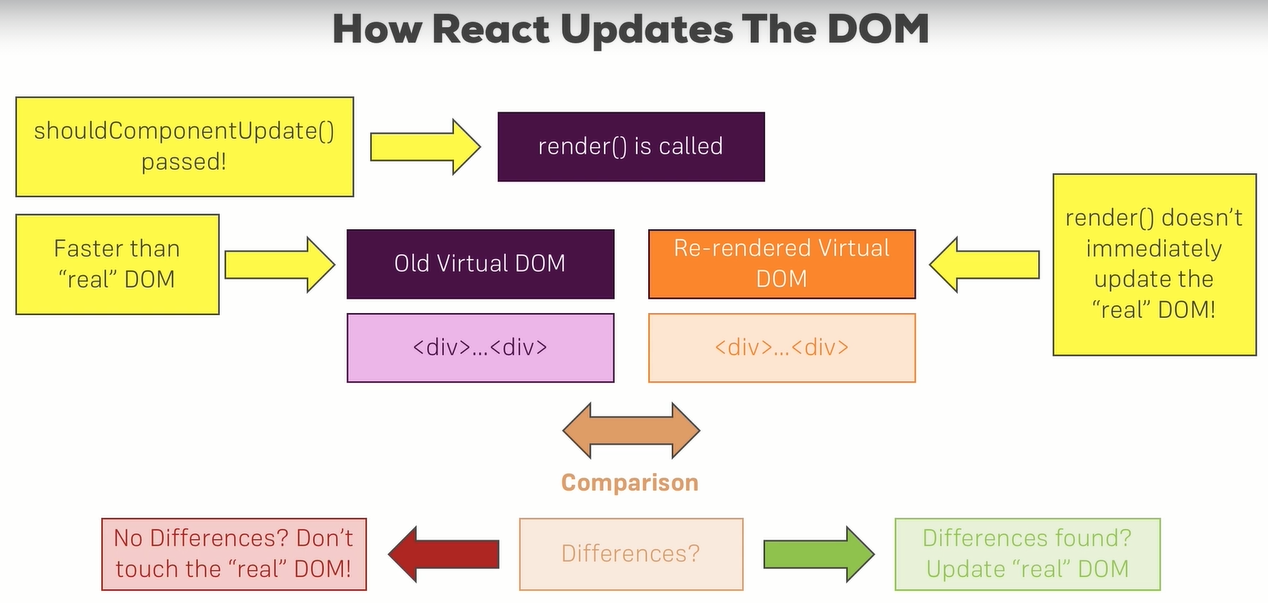 How React Updates The DOM
shouldComponentUpdate()
passed!
render() is called
Faster than
“real” DOM
Old Virtual DOM
Re-rendered Virtual
DOM
render() doesn’t
immediately
update the
“real” DOM!
<div>...<div>
<div>...<div>
Comparison
No Differences? Don’t
touch the “real” DOM!
Differences?
Differences found?
Update “real” DOM